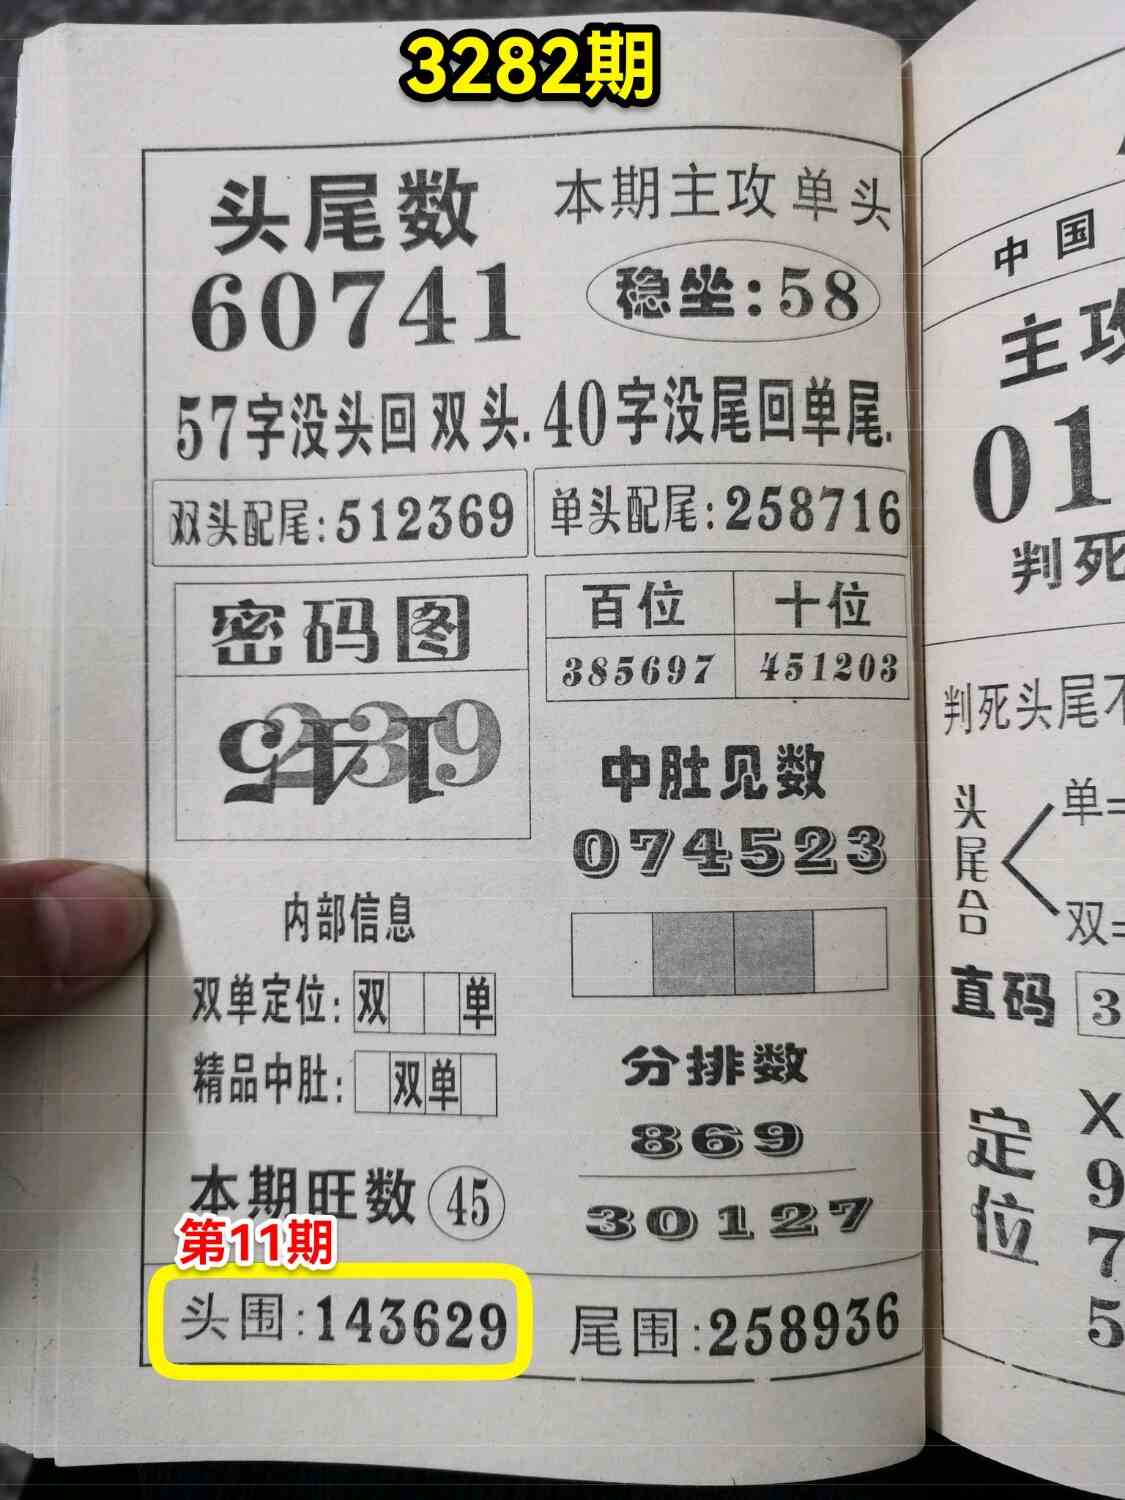 3282期
头尾数
60741
本期主攻单头
稳坐:58
57字没头回双头.
40字没尾回单尾.
双头配尾:512369
单头配尾:258716
密码图
百位
十位
385697
451203
中肚见数
074523
内部信息
双单定位:双 单
精品中肚: 双单
分排数
869
30127
本期旺数 45
第11期
头围:143629
尾围:258936
中国
主攻
01
判死
判死头尾不
头尾合
单=
双=
直码
3
定位
X
9
7
5